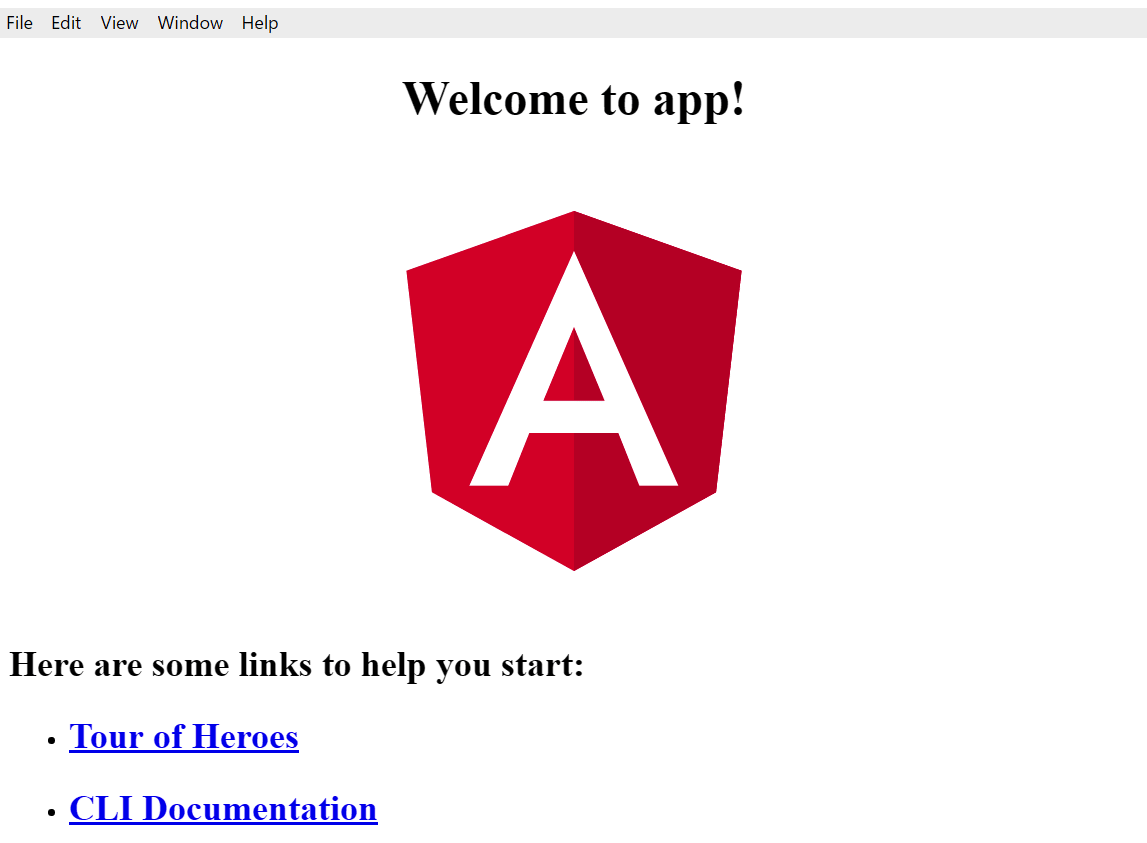 File Edit View Window Help
Welcome to app!
A
Here are some links to help you start:
Tour of Heroes
CLI Documentation